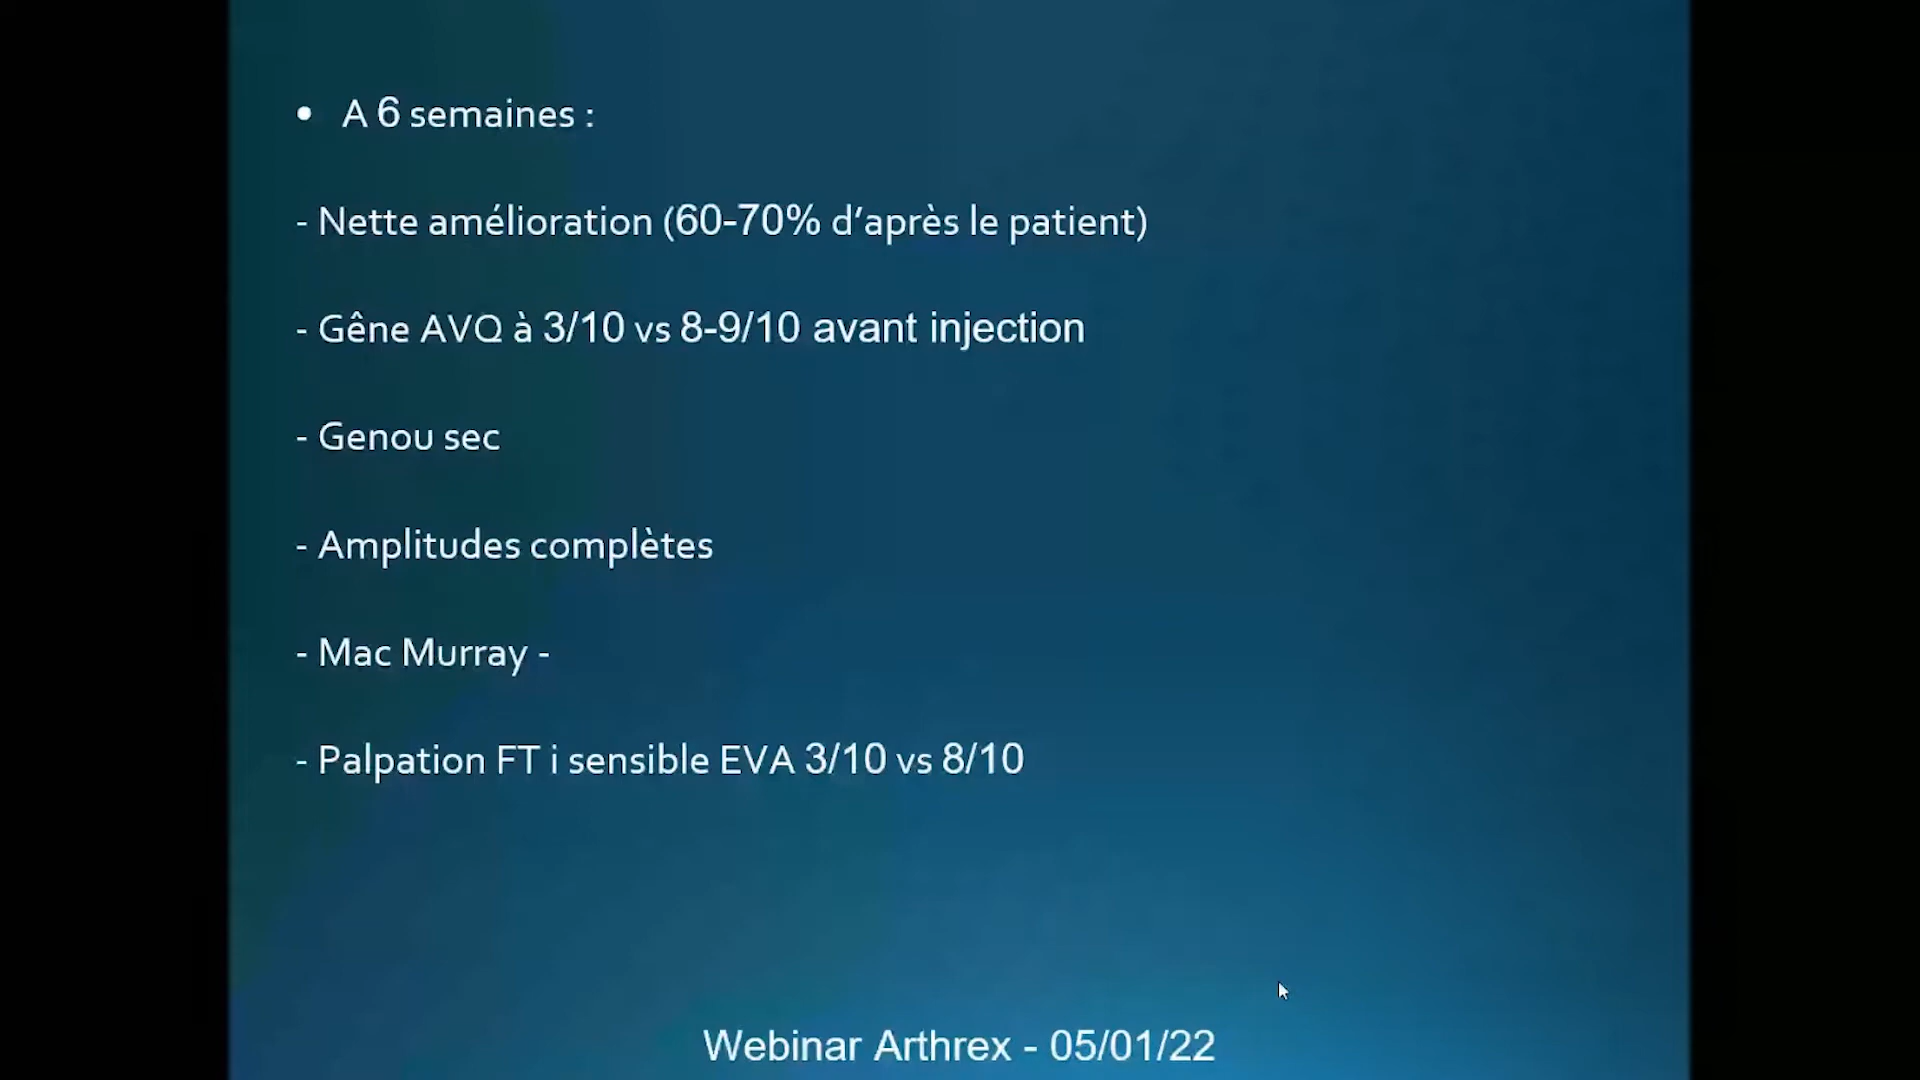 • A 6 semaines :
- Nette amélioration (60-70% d’après le patient)
- Gêne AVQ à 3/10 vs 8-9/10 avant injection
- Genou sec
- Amplitudes complètes
- Mac Murray -
- Palpation FT i sensible EVA 3/10 vs 8/10
Webinar Arthrex - 05/01/22